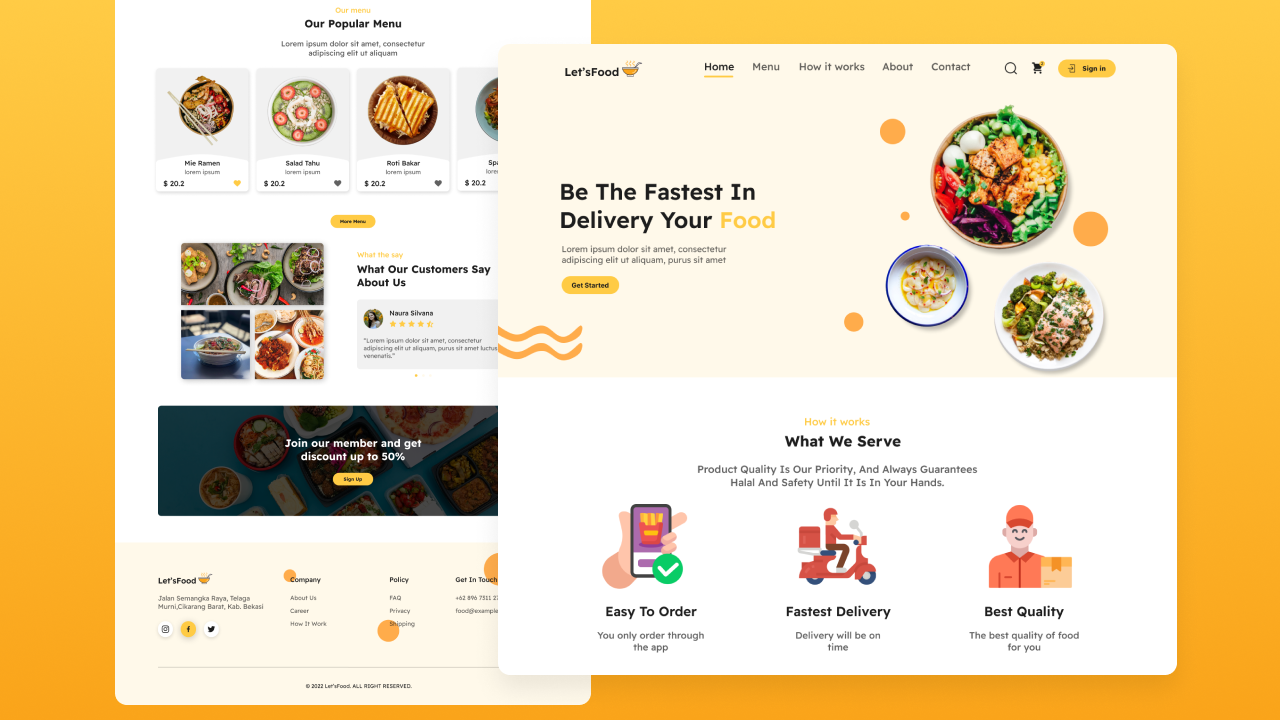 Our menu
Our Popular Menu
Lorem ipsum dolor sit amet, consectetur
adipiscing elit ut aliquam
Mie Ramen
lorem ipsum
$ 20.2
Salad Tahu
lorem ipsum
$ 20.2
Roti Bakar
lorem ipsum
$ 20.2
$ 20.2
More Menu
What the say
What Our Customers Say
About Us
Naura Silvana
"Lorem ipsum dolor sit amet, consectetur
adipiscing elit ut aliquam, purus sit amet luctus
venenatis."
Join our member and get
discount up to 50%
Sign Up
Let'sFood
Jalan Semangka Raya, Telaga
Murni,Cikarang Barat, Kab. Bekasi
Company
About Us
Career
How It Work
Policy
FAQ
Privacy
Shipping
Get In Touch
+62 896 7311 2
food@example
© 2022 Let'sFood. ALL RIGHT RESERVED.
Let'sFood
Home
Menu
How it works
About
Contact
Sign in
Be The Fastest In
Delivery Your Food
Lorem ipsum dolor sit amet, consectetur
adipiscing elit ut aliquam, purus sit amet
Get Started
How it works
What We Serve
Product Quality Is Our Priority, And Always Guarantees
Halal And Safety Until It Is In Your Hands.
Easy To Order
You only order through
the app
Fastest Delivery
Delivery will be on
time
Best Quality
The best quality of food
for you